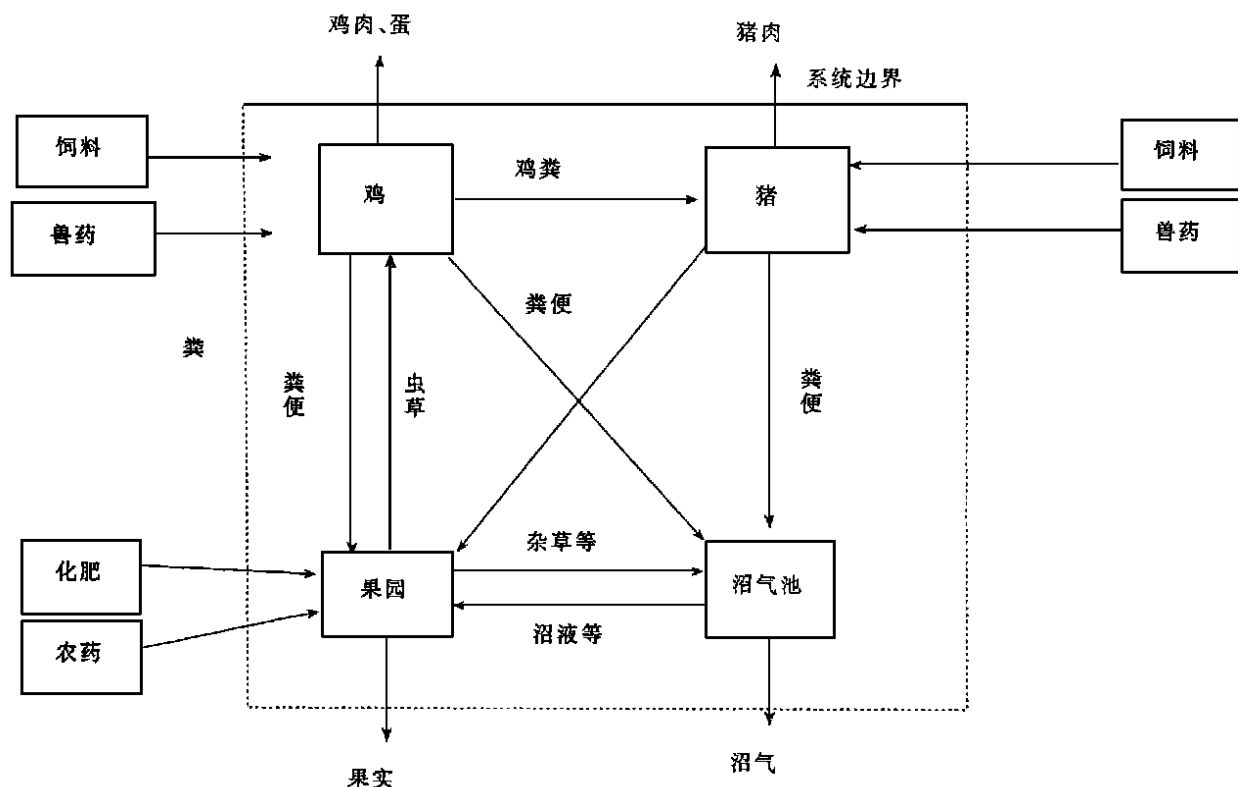 鸡肉、蛋
猪肉
系统边界
饲料
兽药
鸡
鸡粪
猪
饲料
兽药
粪
粪便
虫草
粪便
粪便
化肥
农药
果园
杂草等
沼液等
沼气池
果实
沼气